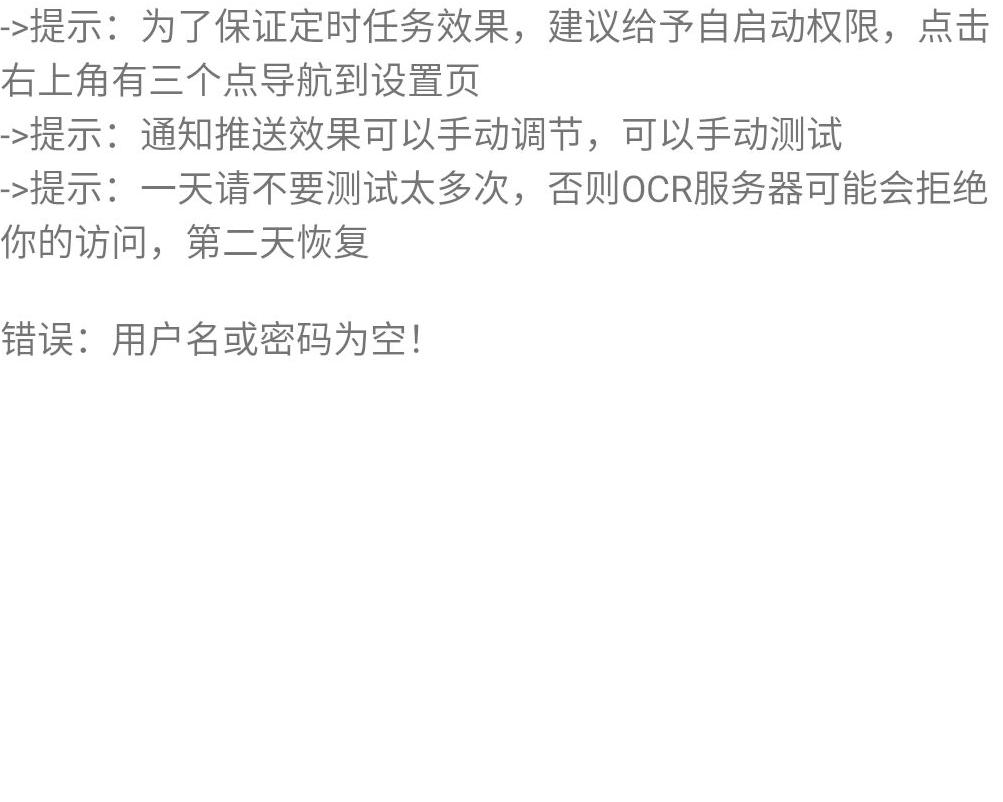 ->提示：为了保证定时任务效果，建议给予自启动权限，点击
右上角有三个点导航到设置页
->提示：通知推送效果可以手动调节，可以手动测试
->提示：一天请不要测试太多次，否则OCR服务器可能会拒绝
你的访问，第二天恢复
错误：用户名或密码为空！